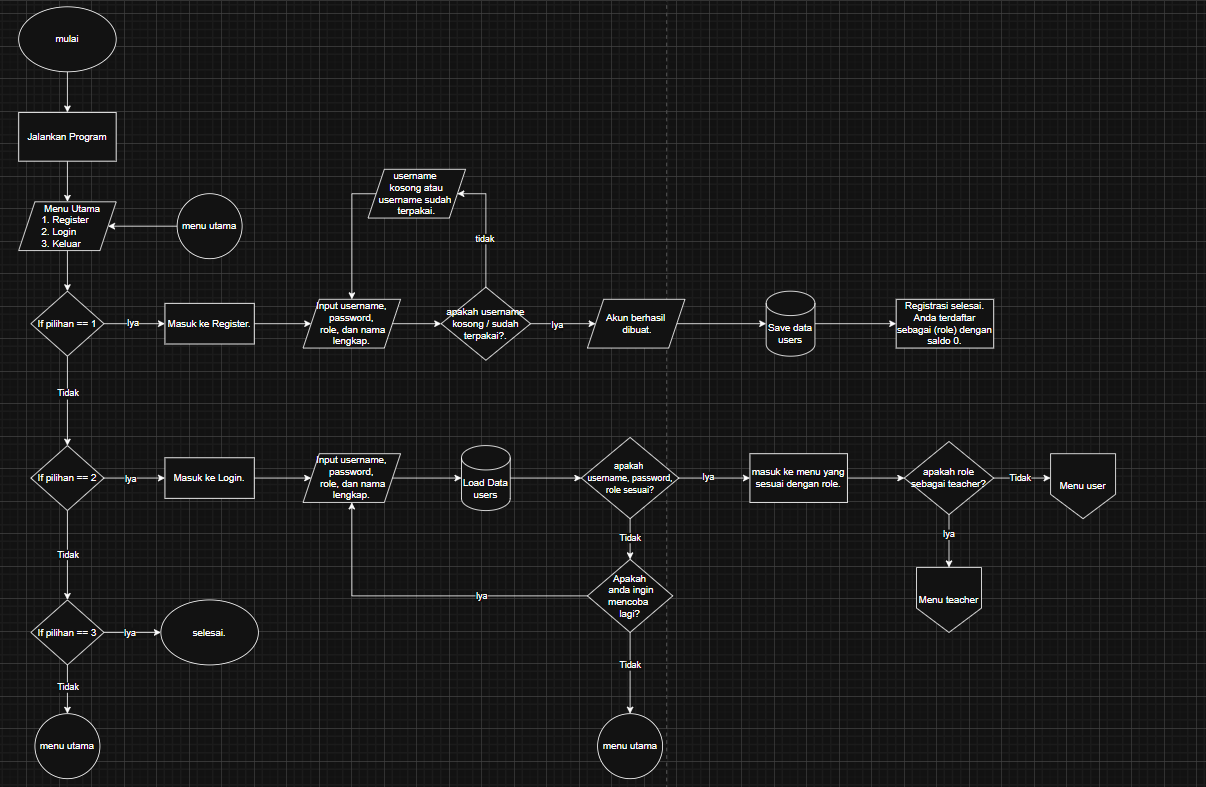 mulai
Jalankan Program
Menu Utama
1. Register
2. Login
3. Keluar
menu utama
username
kosong atau
username sudah
terpakai.
tidak
If pilihan == 1
Iya
Masuk ke Register.
Input username,
password,
role, dan nama
lengkap.
apakah username
kosong / sudah
terpakai?.
Iya
Akun berhasil
dibuat.
Save data
users
Registrasi selesai.
Anda terdaftar
sebagai (role) dengan
saldo 0.
Tidak
If pilihan == 2
Iya
Masuk ke Login.
Input username,
password,
role, dan nama
lengkap.
Load Data
users
apakah
username, password,
role sesuai?
Iya
masuk ke menu yang
sesuai dengan role.
apakah role
sebagai teacher?
Tidak
Menu user
Iya
Menu teacher
Tidak
Apakah
anda ingin
mencoba
lagi?
Iya
Tidak
menu utama
Tidak
If pilihan == 3
Iya
selesai.
Tidak
menu utama